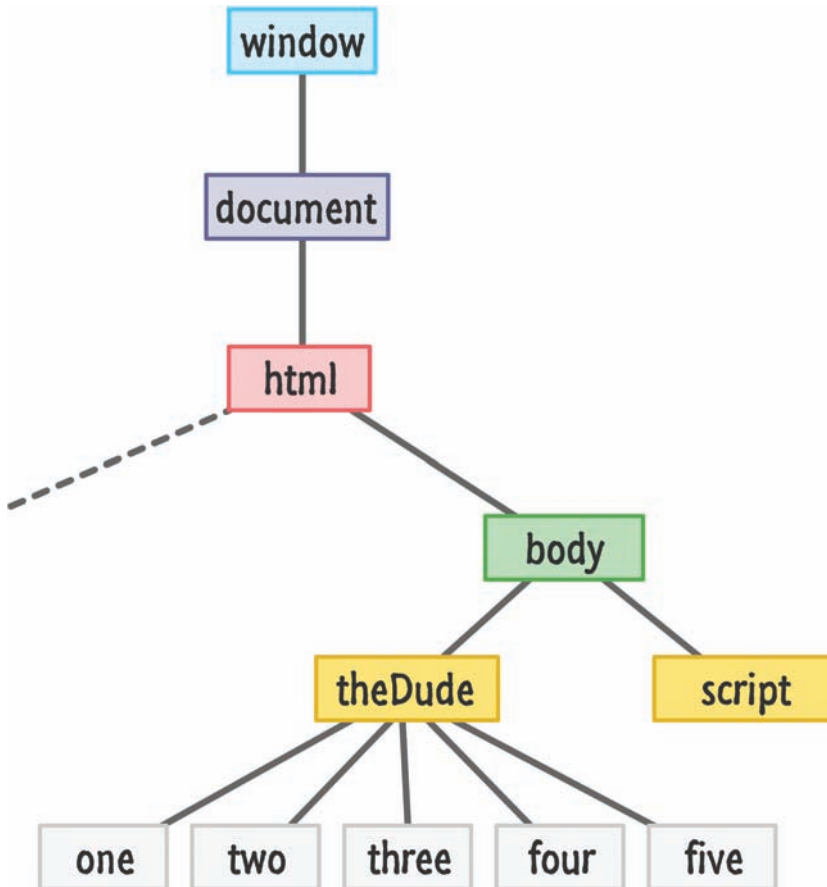 window
document
html
body
theDude
script
one
two
three
four
five